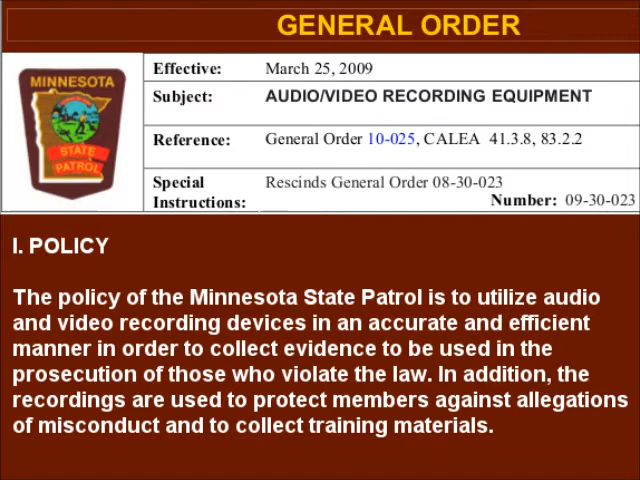 GENERAL ORDER
MINNESOTA
STATE
PATROL
Effective: March 25, 2009
Subject: AUDIO/VIDEO RECORDING EQUIPMENT
Reference: General Order 10-025, CALEA 41.3.8, 83.2.2
Special Instructions: Rescinds General Order 08-30-023
Number: 09-30-023
I. POLICY
The policy of the Minnesota State Patrol is to utilize audio
and video recording devices in an accurate and efficient
manner in order to collect evidence to be used in the
prosecution of those who violate the law. In addition, the
recordings are used to protect members against allegations
of misconduct and to collect training materials.